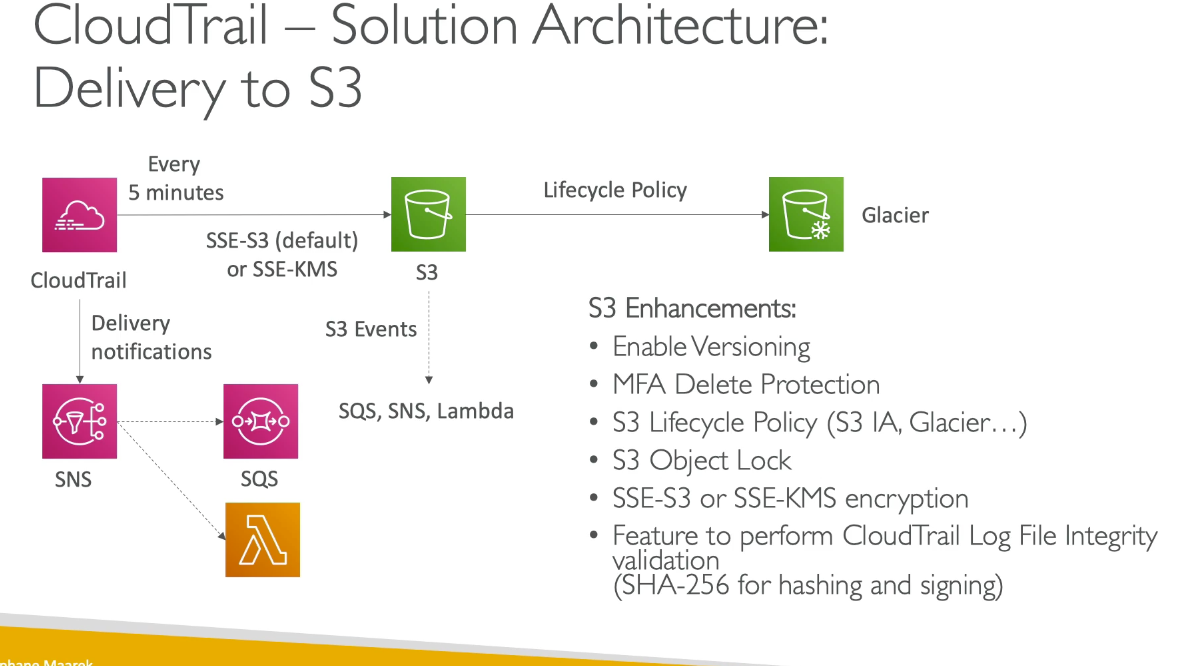 CloudTrail – Solution Architecture:
Delivery to S3
Every
5 minutes
Lifecycle Policy
Glacier
SSE-S3 (default)
or SSE-KMS
CloudTrail
S3
Delivery
notifications
S3 Events
SQS, SNS, Lambda
SNS
SQS
S3 Enhancements:
• Enable Versioning
• MFA Delete Protection
• S3 Lifecycle Policy (S3 IA, Glacier…)
• S3 Object Lock
• SSE-S3 or SSE-KMS encryption
• Feature to perform CloudTrail Log File Integrity
validation
(SHA-256 for hashing and signing)
Maarek